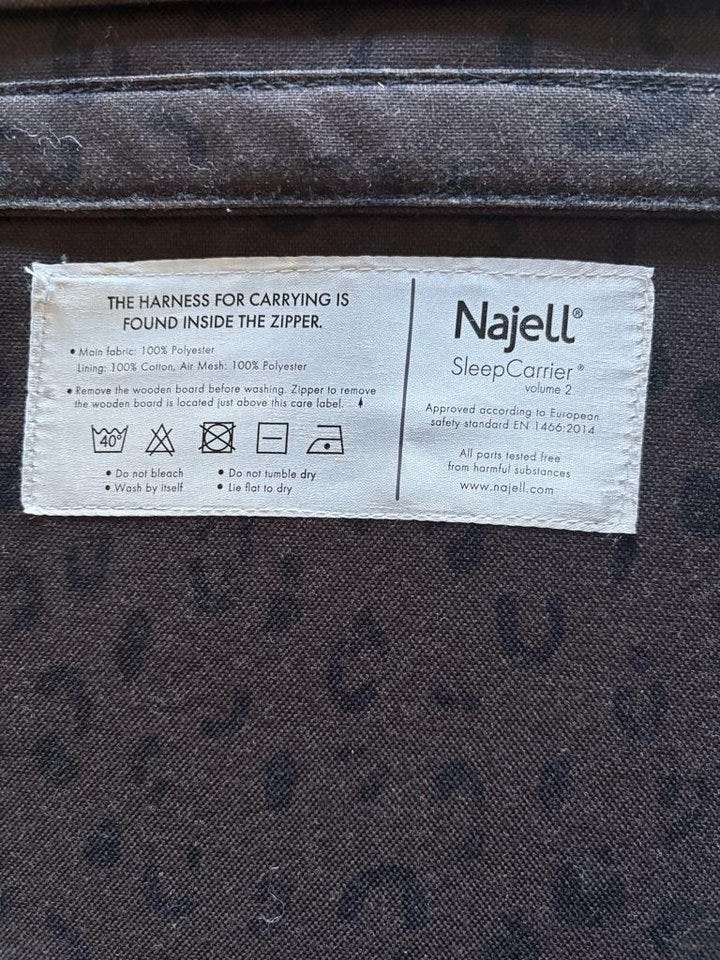 THE HARNESS FOR CARRYING IS
FOUND INSIDE THE ZIPPER.
• Main fabric: 100% Polyester
Lining: 100% Cotton, Air Mesh: 100% Polyester
• Remove the wooden board before washing. Zipper to remove
the wooden board is located just above this care label.
40°
• Do not bleach
• Wash by itself
• Do not tumble dry
• Lie flat to dry
Najell®
SleepCarrier®
volume 2
Approved according to European
safety standard EN 1466:2014
All parts tested free
from harmful substances
www.najell.com